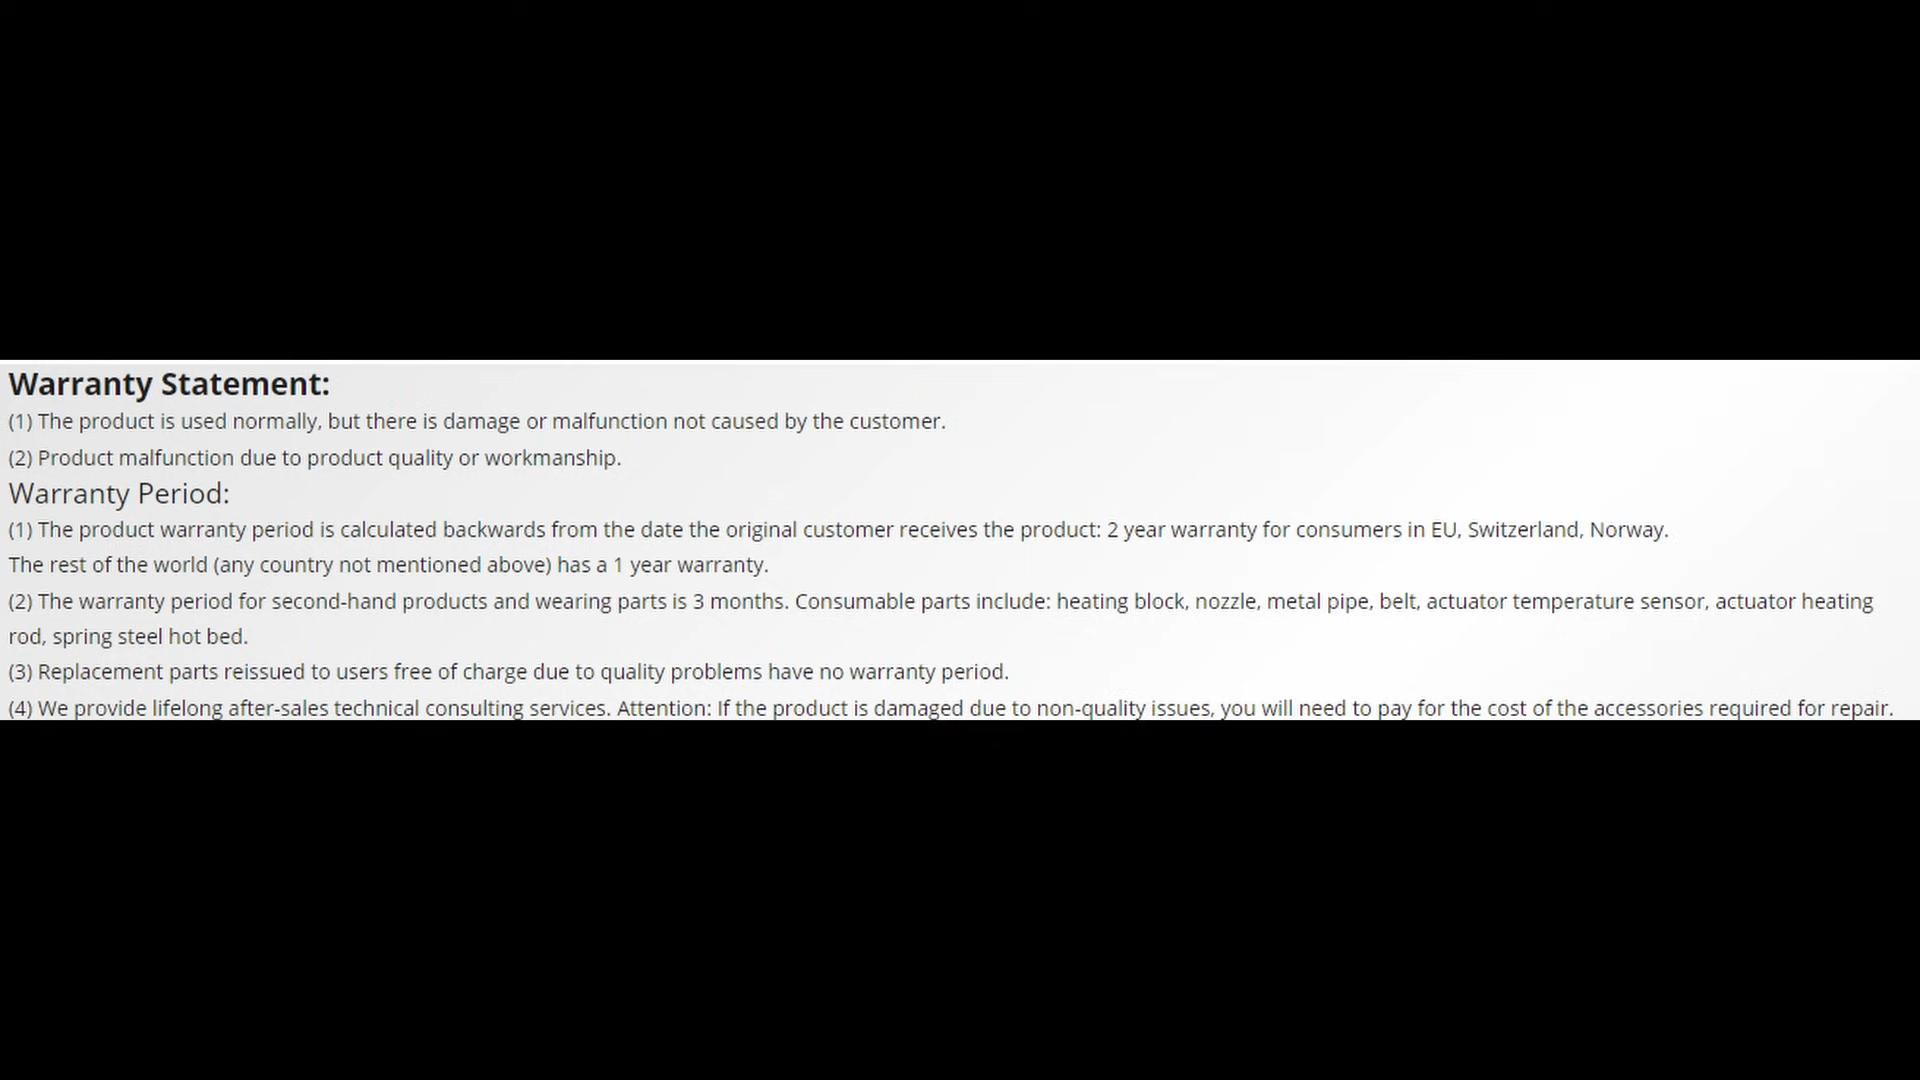 Warranty Statement:
(1) The product is used normally, but there is damage or malfunction not caused by the customer.
(2) Product malfunction due to product quality or workmanship.
Warranty Period:
(1) The product warranty period is calculated backwards from the date the original customer receives the product: 2 year warranty for consumers in EU, Switzerland, Norway.
The rest of the world (any country not mentioned above) has a 1 year warranty.
(2) The warranty period for second-hand products and wearing parts is 3 months. Consumable parts include: heating block, nozzle, metal pipe, belt, actuator temperature sensor, actuator heating
rod, spring steel hot bed.
(3) Replacement parts reissued to users free of charge due to quality problems have no warranty period.
(4) We provide lifelong after-sales technical consulting services. Attention: If the product is damaged due to non-quality issues, you will need to pay for the cost of the accessories required for repair.